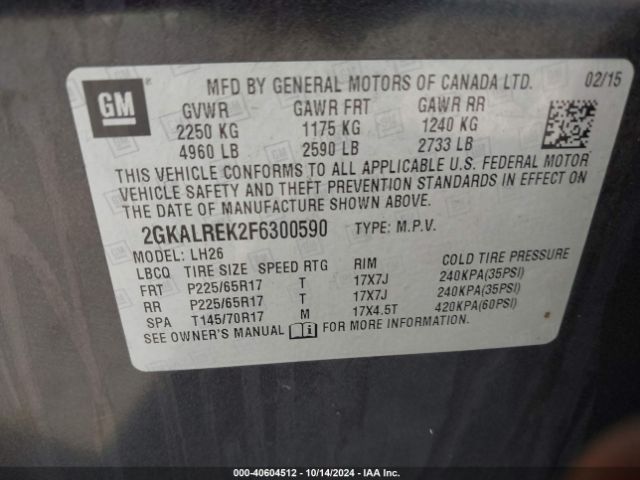 GM
MFD BY GENERAL MOTORS OF CANADA LTD. 02/15
GVWR GAWR FRT GAWR RR
2250 KG 1175 KG 1240 KG
4960 LB 2590 LB 2733 LB
THIS VEHICLE CONFORMS TO ALL APPLICABLE U.S. FEDERAL MOTOR
VEHICLE SAFETY AND THEFT PREVENTION STANDARDS IN EFFECT ON
THE DATE OF MANUFACTURE SHOWN ABOVE.
2GKALREK2F6300590 TYPE: M.P.V.
MODEL: LH26
LBCQ TIRE SIZE SPEED RTG RIM COLD TIRE PRESSURE
FRT P225/65R17 T 17X7J 240KPA(35PSI)
RR P225/65R17 T 17X7J 240KPA(35PSI)
SPA T145/70R17 M 17X4.5T 420KPA(60PSI)
SEE OWNER'S MANUAL FOR MORE INFORMATION.
000-40604512 - 10/14/2024 - IAA Inc.